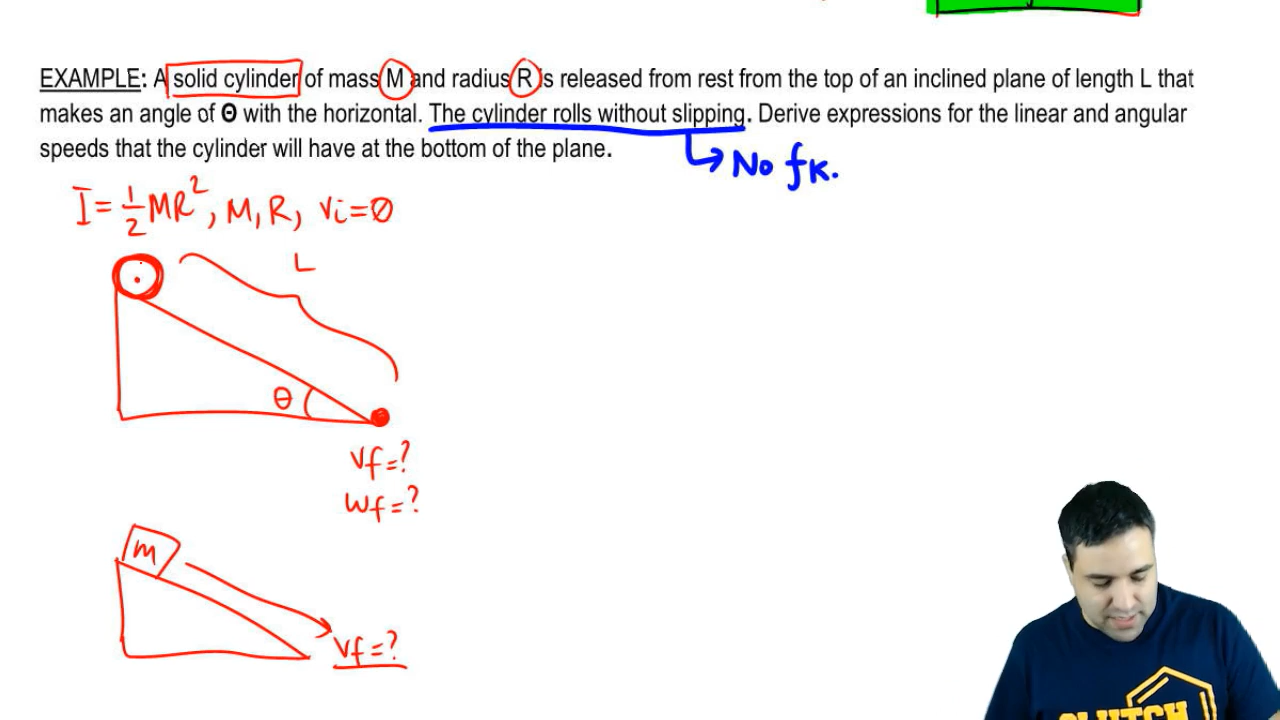 EXAMPLE: A solid cylinder of mass M and radius R is released from rest from the top of an inclined plane of length L that
makes an angle of Θ with the horizontal. The cylinder rolls without slipping. Derive expressions for the linear and angular
speeds that the cylinder will have at the bottom of the plane.
No fk.
I = 1/2 MR², M, R, vi = 0
L
θ
vf = ?
ωf = ?
m
vf = ?
CLUTCH